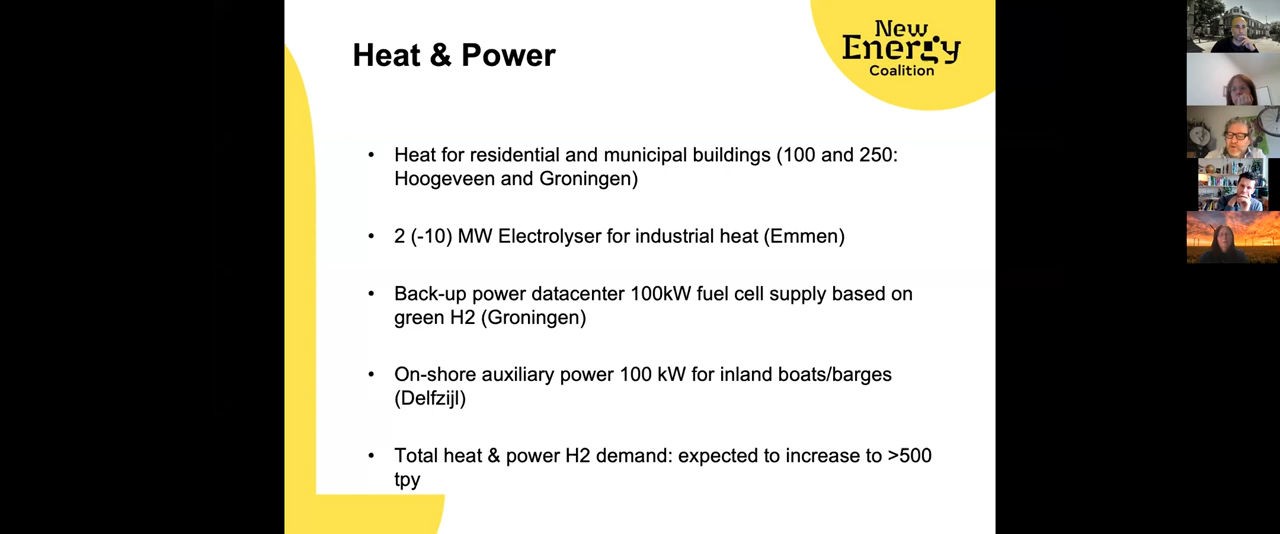 Heat & Power
New
Energy
Coalition
• Heat for residential and municipal buildings (100 and 250:
Hoogeveen and Groningen)
• 2 (-10) MW Electrolyser for industrial heat (Emmen)
• Back-up power datacenter 100kW fuel cell supply based on
green H2 (Groningen)
• On-shore auxiliary power 100 kW for inland boats/barges
(Delfzijl)
• Total heat & power H2 demand: expected to increase to >500
tpy